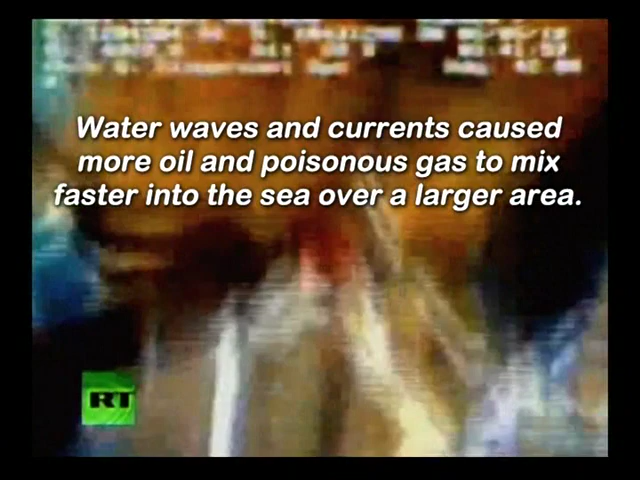 Water waves and currents caused
more oil and poisonous gas to mix
faster into the sea over a larger area.
RT